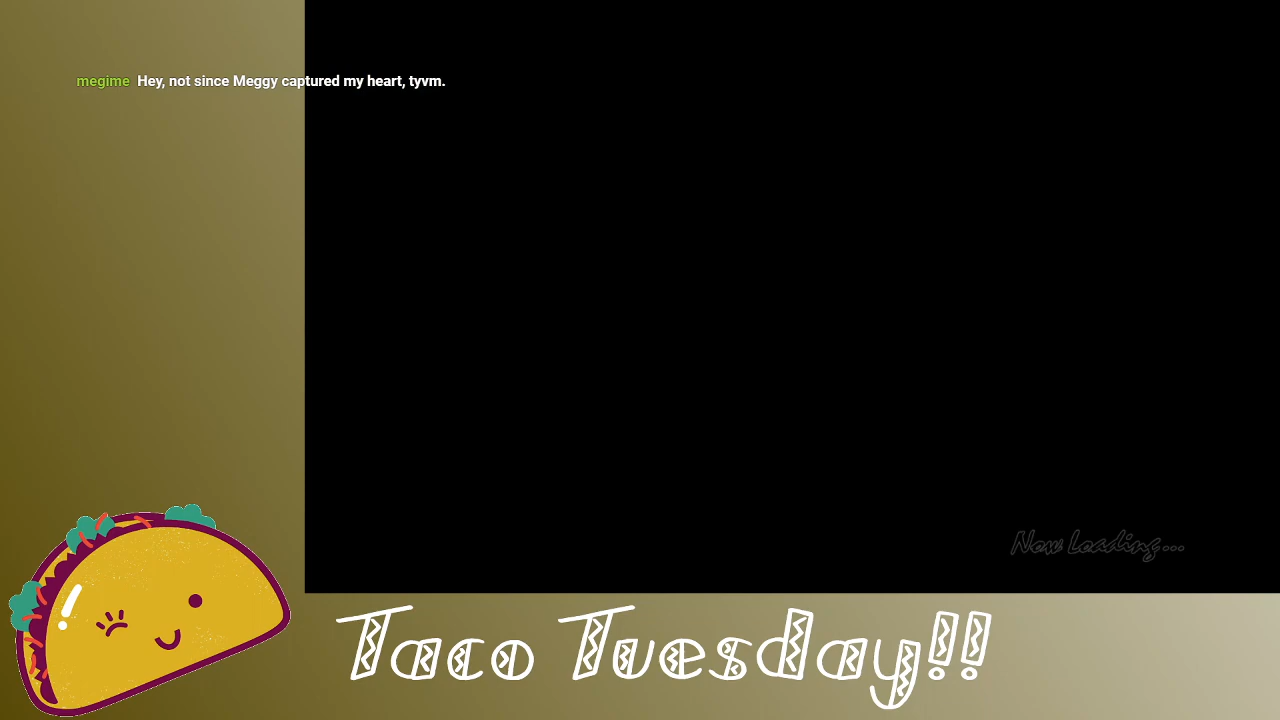 megime Hey, not since Meggy captured my heart, tyvm.
Now Loading...
Taco Tuesday!!